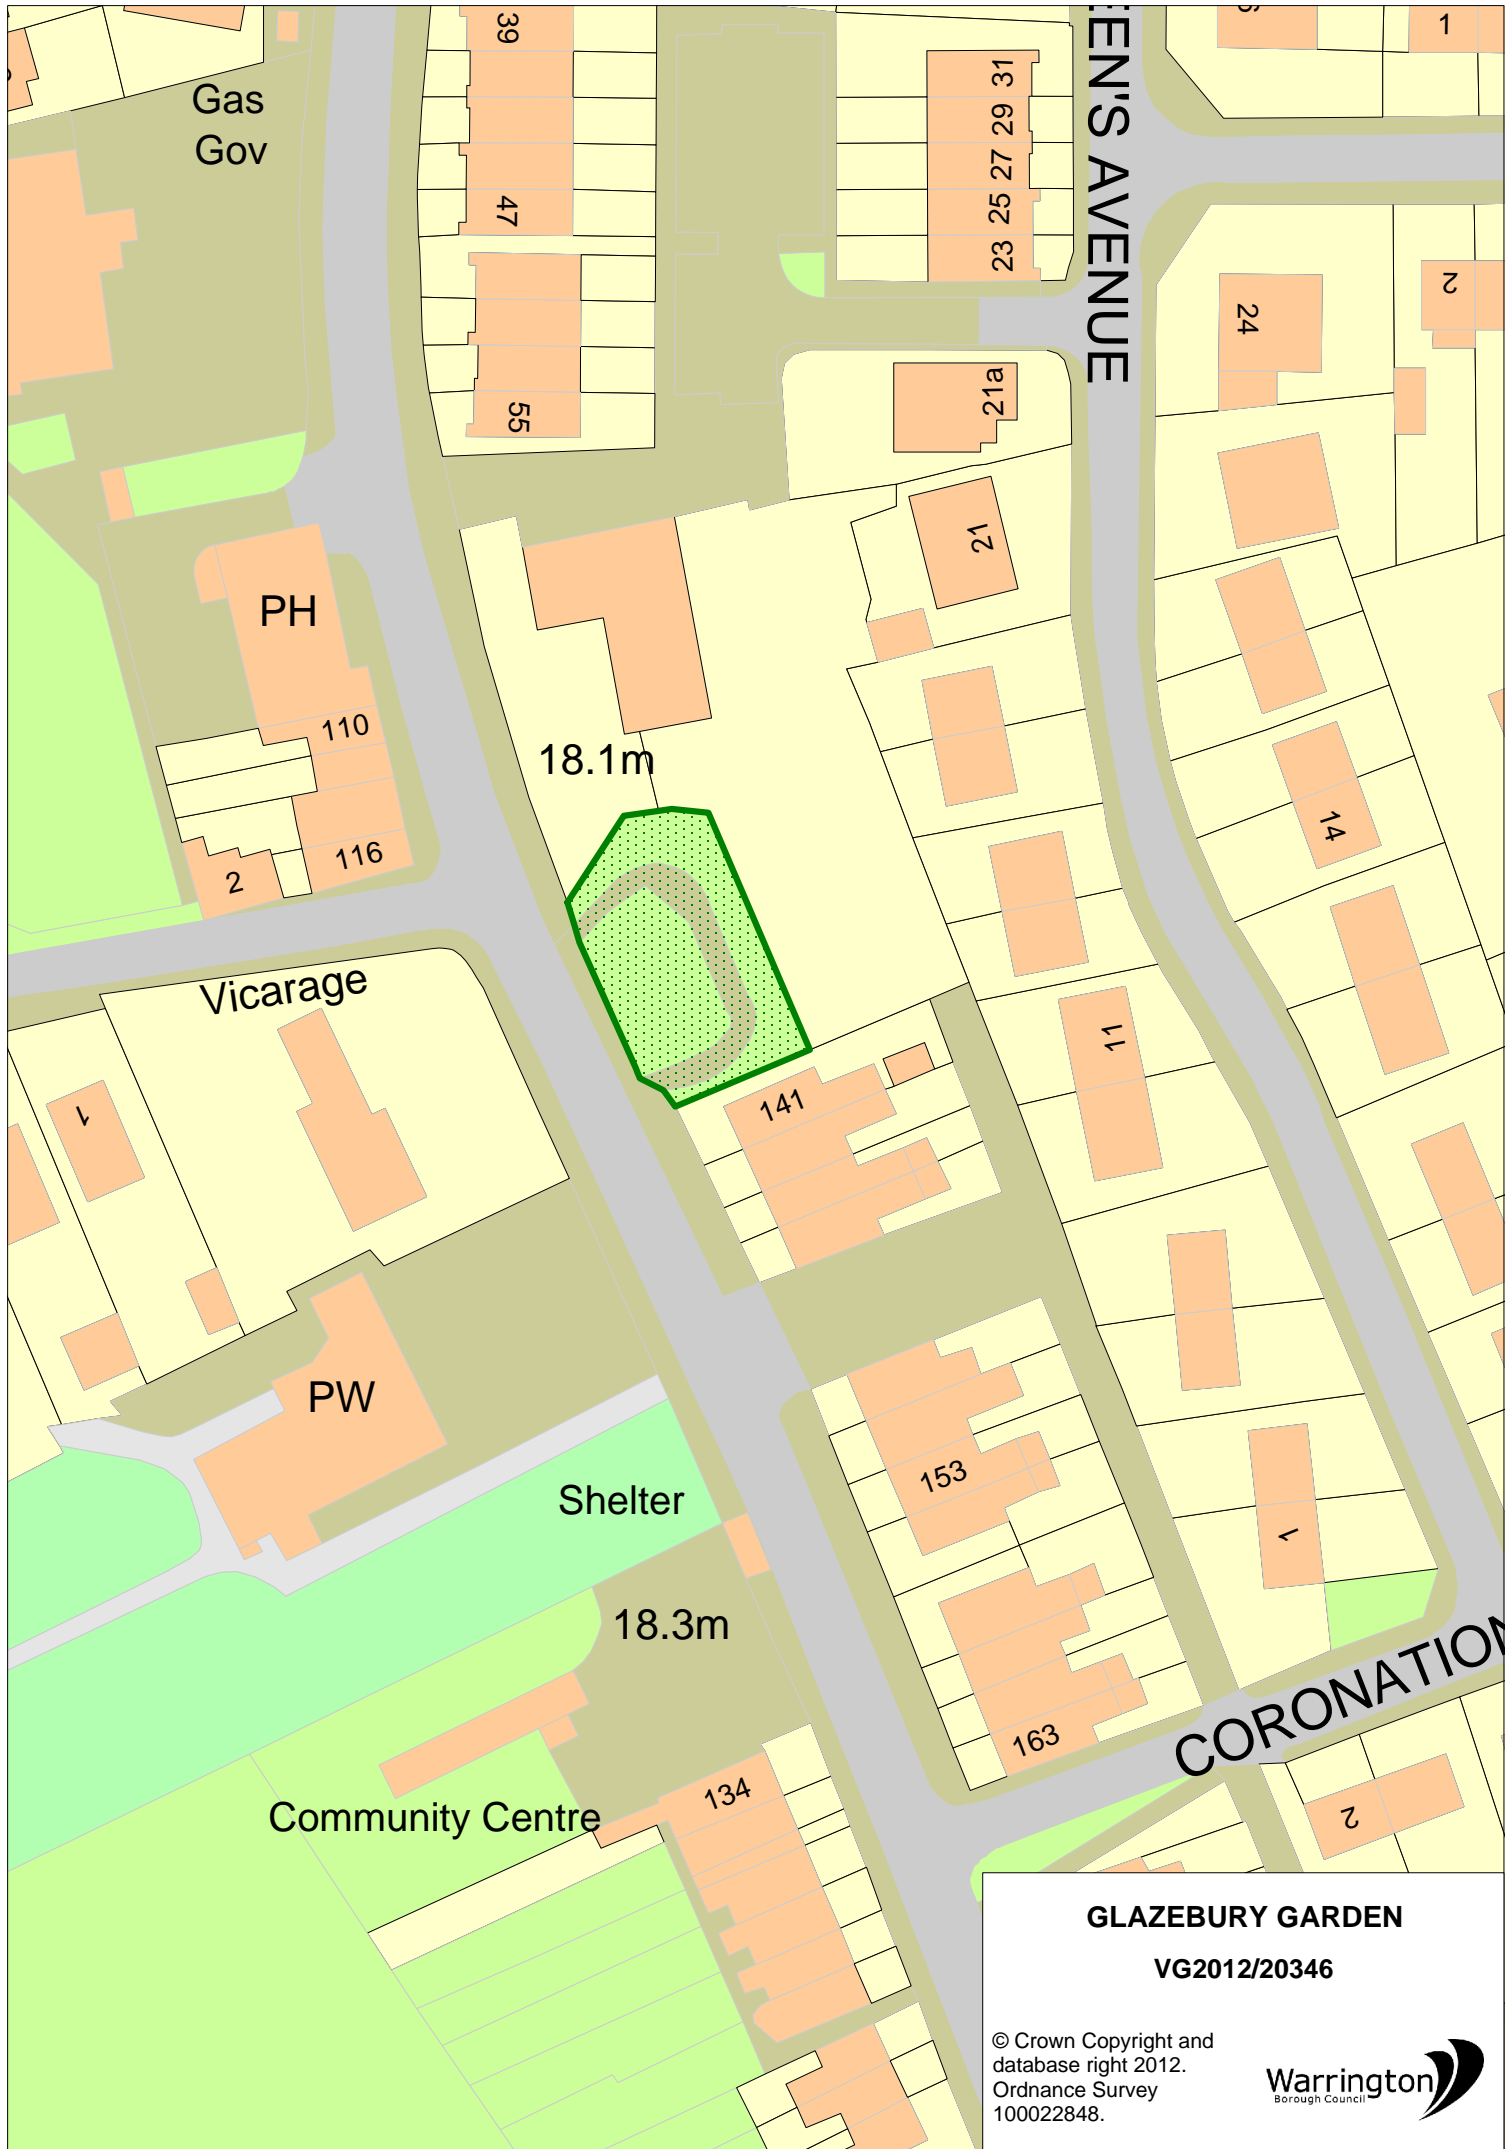 39
1
Gas
Gov
31
29
27
25
23
47
QUEEN'S AVENUE
24
2
55
21a
21
PH
110
18.1m
14
116
2
Vicarage
11
1
141
PW
153
Shelter
1
18.3m
CORONATION
163
134
2
Community Centre
GLAZEBURY GARDEN
VG2012/20346
© Crown Copyright and
database right 2012.
Ordnance Survey
100022848.
Warrington
Borough Council